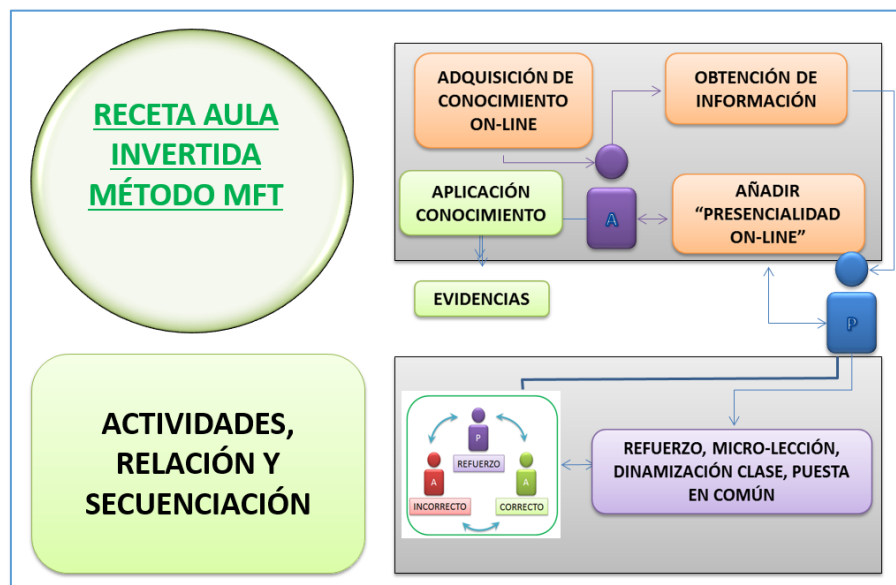 RECETA AULA
INVERTIDA
MÉTODO MFT
ACTIVIDADES,
RELACIÓN Y
SECUENCIACIÓN
ADQUISICIÓN DE
CONOCIMIENTO
ON-LINE
OBTENCIÓN DE
INFORMACIÓN
APLICACIÓN
CONOCIMIENTO
A
AÑADIR
“PRESENCIALIDAD
ON-LINE”
EVIDENCIAS
P
P
REFUERZO
A
INCORRECTO
A
CORRECTO
REFUERZO, MICRO-LECCIÓN,
DINAMIZACIÓN CLASE, PUESTA
EN COMÚN